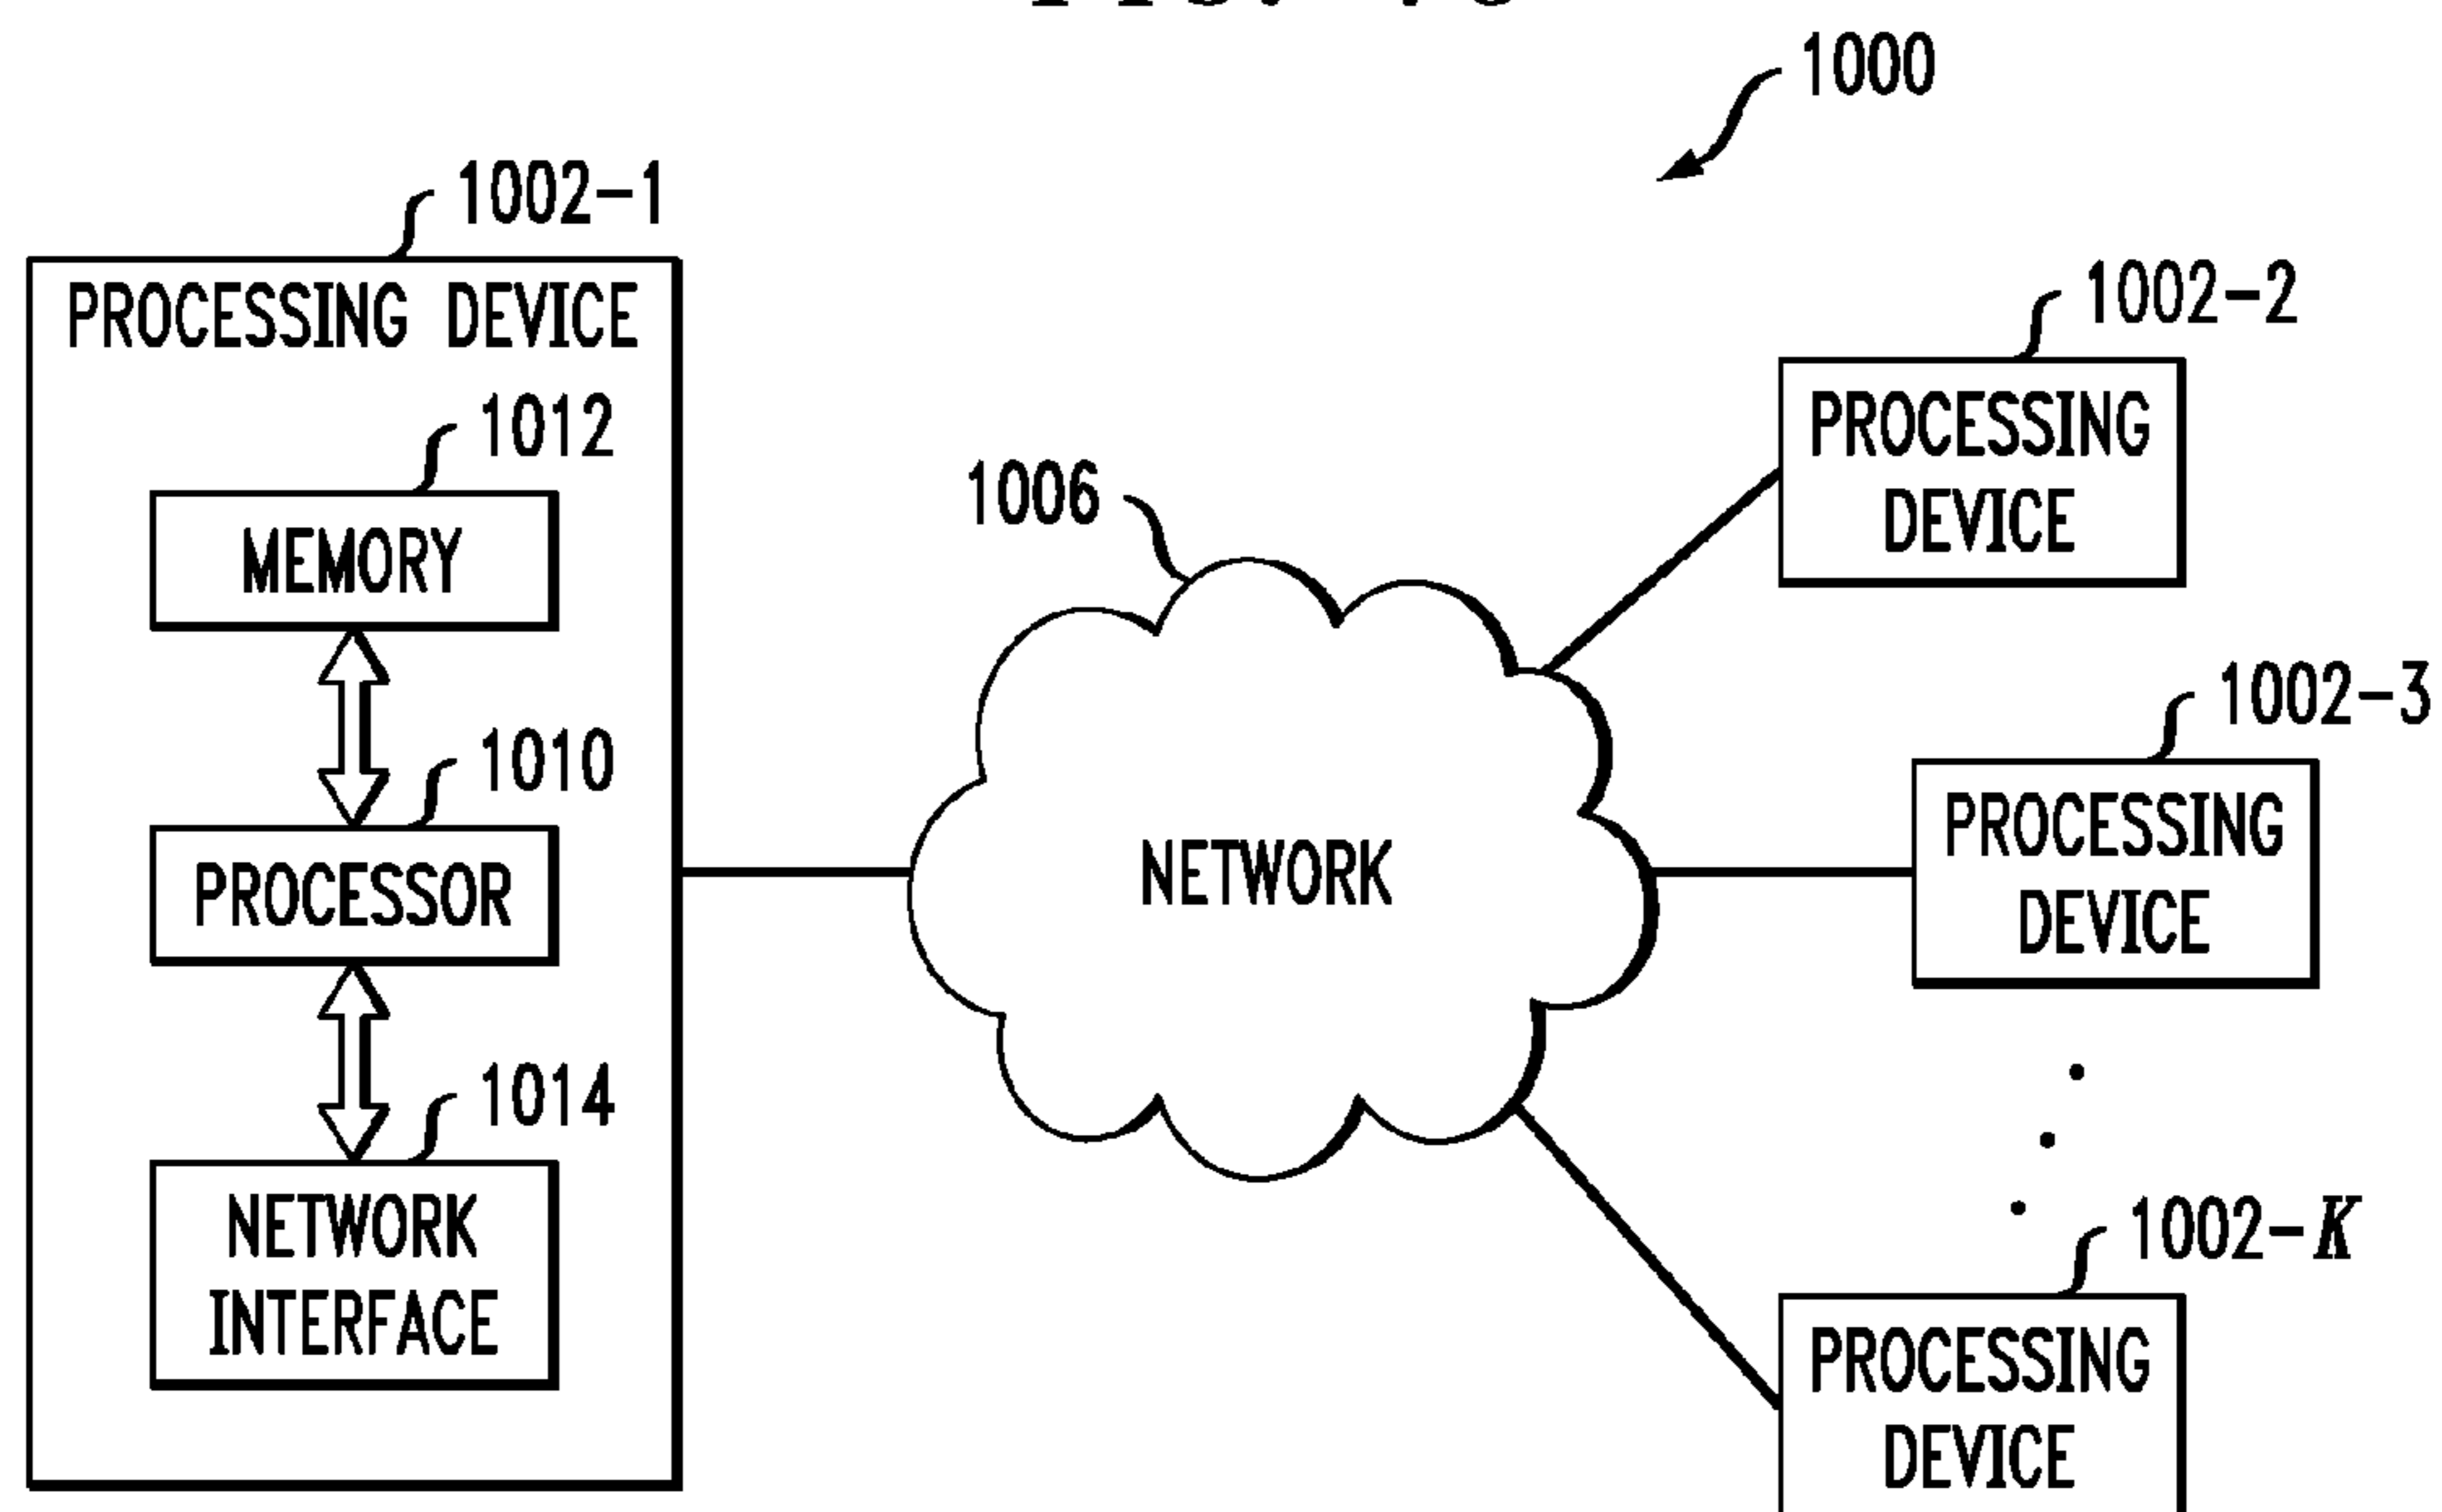 1000
1002-1
PROCESSING DEVICE
1012
MEMORY
1010
PROCESSOR
1014
NETWORK
INTERFACE
1006
NETWORK
1002-2
PROCESSING
DEVICE
1002-3
PROCESSING
DEVICE
1002-K
PROCESSING
DEVICE